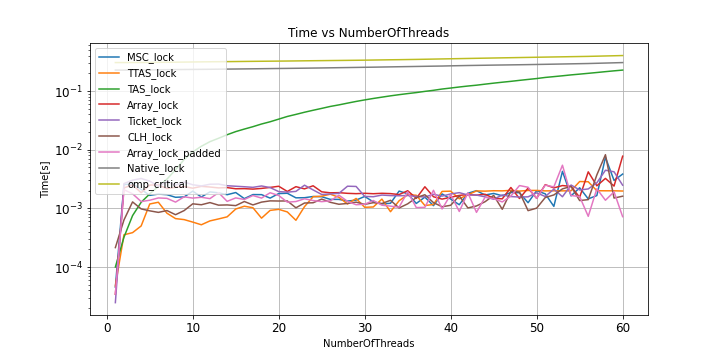 Time vs NumberOfThreads
MSC_lock
TTAS_lock
TAS_lock
Array_lock
Ticket_lock
CLH_lock
Array_lock_padded
Native_lock
omp_critical
Time[s]
10⁻¹
10⁻²
10⁻³
10⁻⁴
0 10 20 30 40 50 60
NumberOfThreads